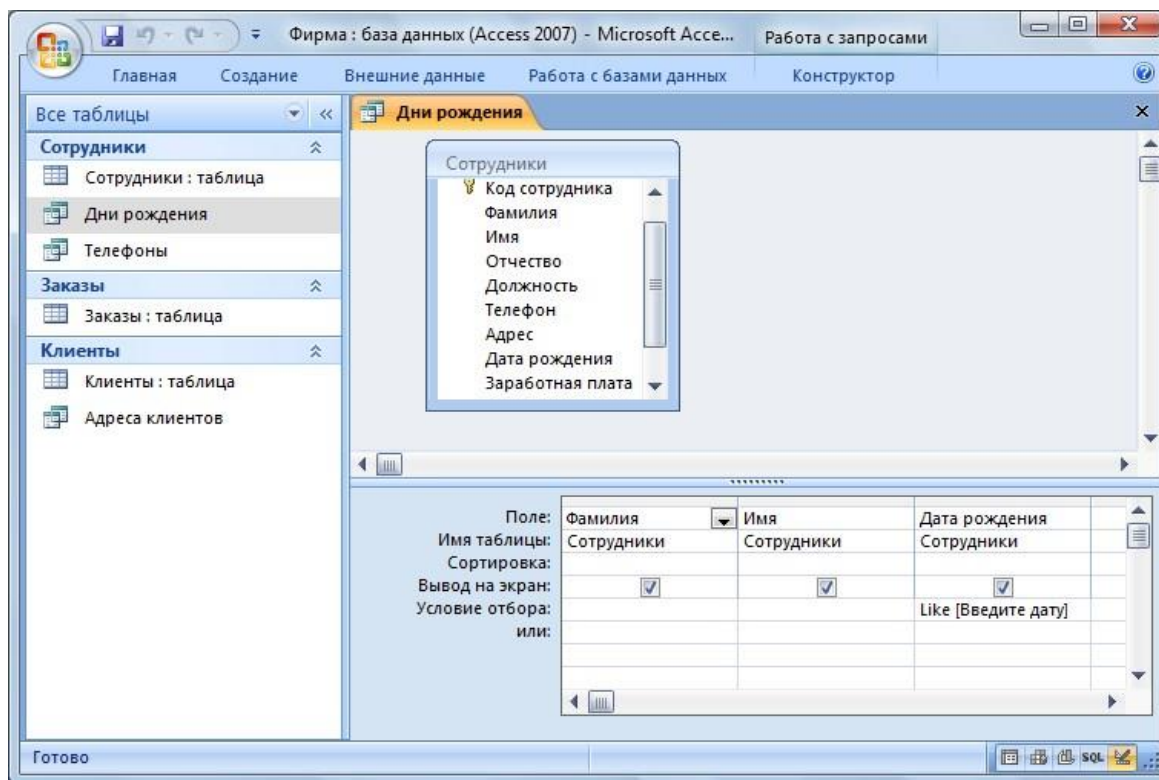 Фирма : база данных (Access 2007) - Microsoft Acce...
Работа с запросами
Главная Создание Внешние данные Работа с базами данных Конструктор
Все таблицы
Сотрудники
Сотрудники : таблица
Дни рождения
Телефоны
Заказы
Заказы : таблица
Клиенты
Клиенты : таблица
Адреса клиентов
Дни рождения
Сотрудники
Код сотрудника
Фамилия
Имя
Отчество
Должность
Телефон
Адрес
Дата рождения
Заработная плата
Поле: Фамилия Имя Дата рождения
Имя таблицы: Сотрудники Сотрудники Сотрудники
Сортировка:
Вывод на экран:
Условие отбора: Like [Введите дату]
или:
Готово
SQL